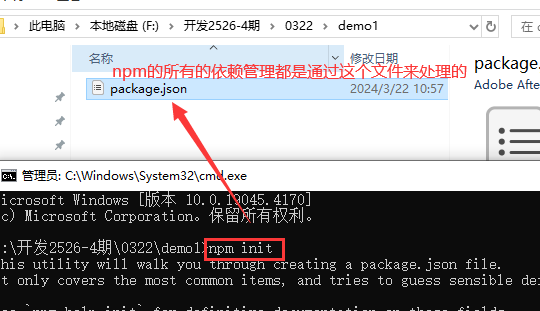 此电脑 > 本地磁盘 (F:) > 开发2526-4期 > 0322 > demo1
名称
修改日期
npm的所有的依赖管理都是通过这个文件来处理的
package.json
2024/3/22 10:57
package.
Adobe After
管理员: C:\Windows\System32\cmd.exe
icrosoft Windows [版本 10.0.19045.4170]
c) Microsoft Corporation。保留所有权利。
:\开发2526-4期\0322\demo1>npm init
his utility will walk you through creating a package.json file.
t only covers the most common items, and tries to guess sensible def